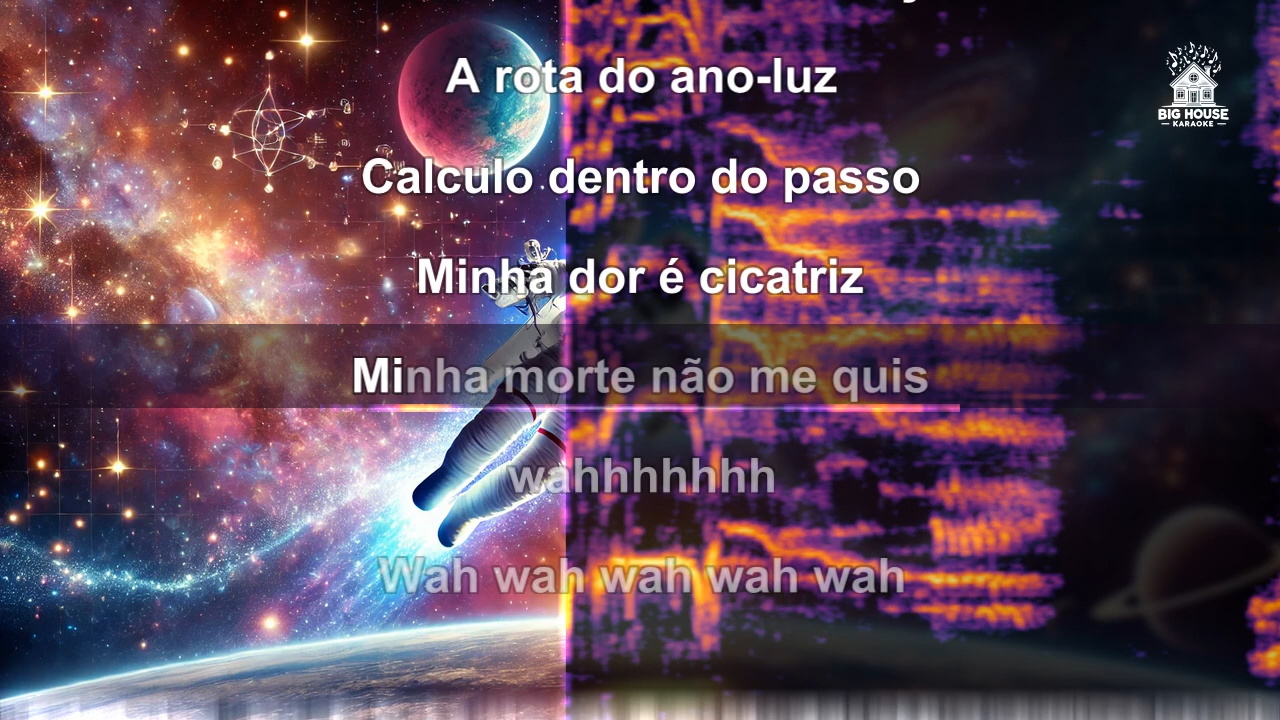 A rota do ano-luz
BIG HOUSE
KARAOKE
Calculo dentro do passo
Minha dor é cicatriz
Minha morte não me quis
wahhhhhhh
Wah wah wah wah wah